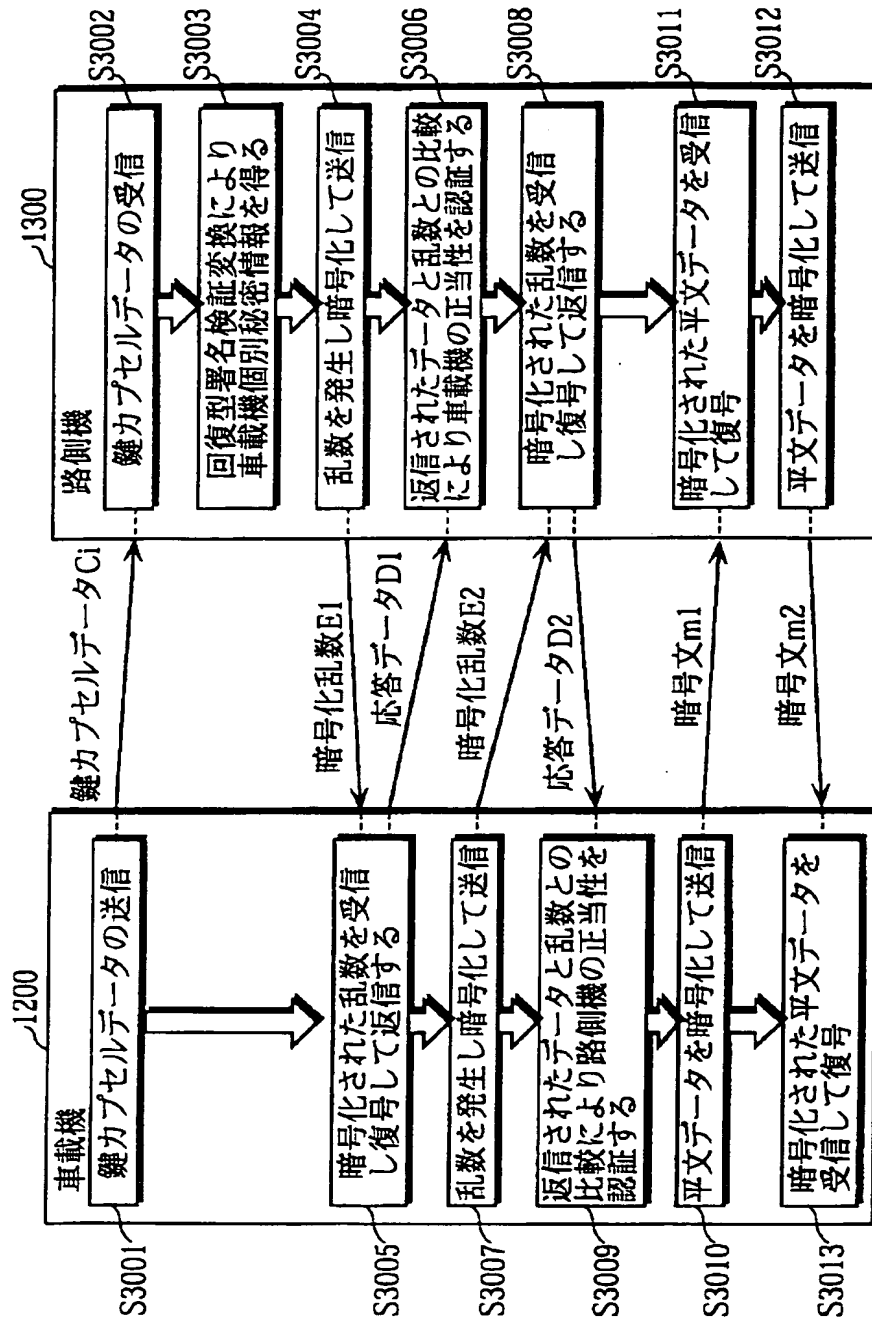 1200
車載機
鍵カプセルデータの送信
S3001
暗号化された乱数を受信
し復号して返信する
S3005
乱数を発生し暗号化して送信
S3007
返信されたデータと乱数との
比較により路側機の正当性を
認証する
S3009
平文データを暗号化して送信
S3010
暗号化された平文データを
受信して復号
S3013
鍵カプセルデータCi
暗号化乱数E1
応答データD1
暗号化乱数E2
応答データD2
暗号文m1
暗号文m2
1300
路側機
鍵カプセルデータの受信
S3002
回復型署名検証変換により
車載機個別秘密情報を得る
S3003
乱数を発生し暗号化して送信
S3004
返信されたデータと乱数との比較
により車載機の正当性を認証する
S3006
暗号化された乱数を受信
し復号して返信する
S3008
暗号化された平文データを受信
して復号
S3011
平文データを暗号化して送信
S3012